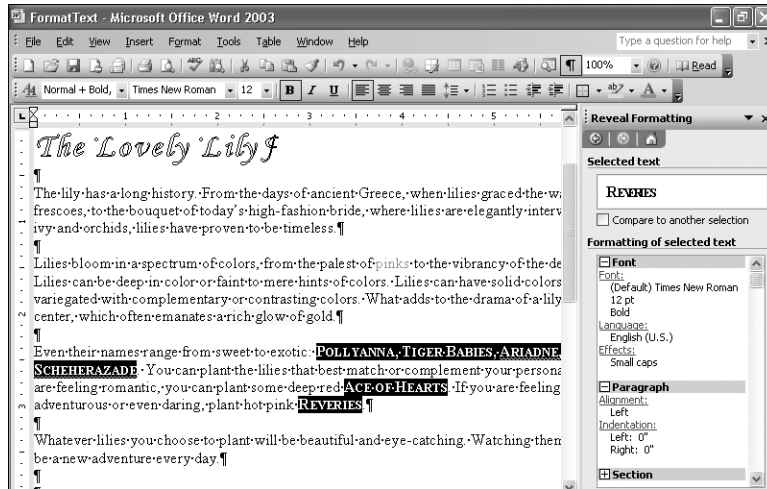 FormatText - Microsoft Office Word 2003
File Edit View Insert Format Tools Table Window Help Type a question for help
100% Read
Normal + Bold, Times New Roman 12 B I U
1 2 3 4 5
The Lovely Lily¶
¶
The lily has a long history. From the days of ancient Greece, when lilies graced the
frescoes, to the bouquet of today's high-fashion bride, where lilies are elegantly
ivy and orchids, lilies have proven to be timeless.¶
¶
Lilies bloom in a spectrum of colors, from the palest of pinks to the vibrancy of the
Lilies can be deep in color or faint to mere hints of colors. Lilies can have solid colors
variegated with complementary or contrasting colors. What adds to the drama of a lily
center, which often emanates a rich glow of gold.¶
¶
Even their names range from sweet to exotic: POLLYANNA, TIGER BABIES, ARIADNE,
SCHEHERAZADE. You can plant the lilies that best match or complement your
are feeling romantic, you can plant some deep red ACE OF HEARTS. If you are feeling
adventurous or even daring, plant hot pink REVERIES.¶
¶
Whatever lilies you choose to plant will be beautiful and eye-catching. Watching
be a new adventure every day.¶
¶
Reveal Formatting
Selected text
REVERIES
Compare to another selection
Formatting of selected text
Font
Font:
(Default) Times New Roman
12 pt
Bold
Language:
English (U.S.)
Effects:
Small caps
Paragraph
Alignment:
Left
Indentation:
Left: 0"
Right: 0"
Section